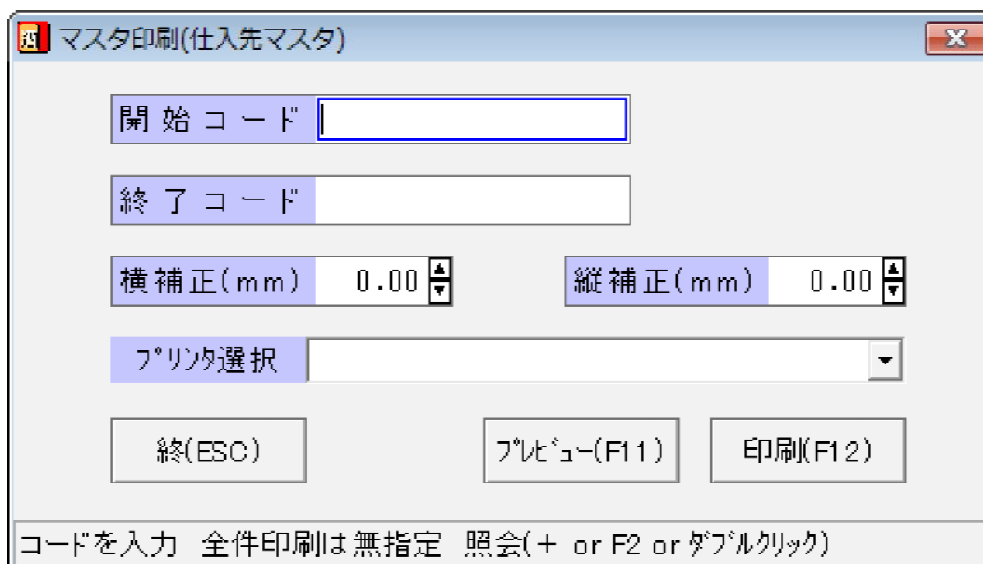 マスタ印刷(仕入先マスタ)
開始コード
終了コード
横補正(mm) 0.00 縦補正(mm) 0.00
ﾌﾟﾘﾝﾀ選択
終(ESC) ﾌﾟﾚﾋﾞｭｰ(F11) 印刷(F12)
コードを入力 全件印刷は無指定 照会(+ or F2 or ﾀﾞﾌﾞﾙｸﾘｯｸ)